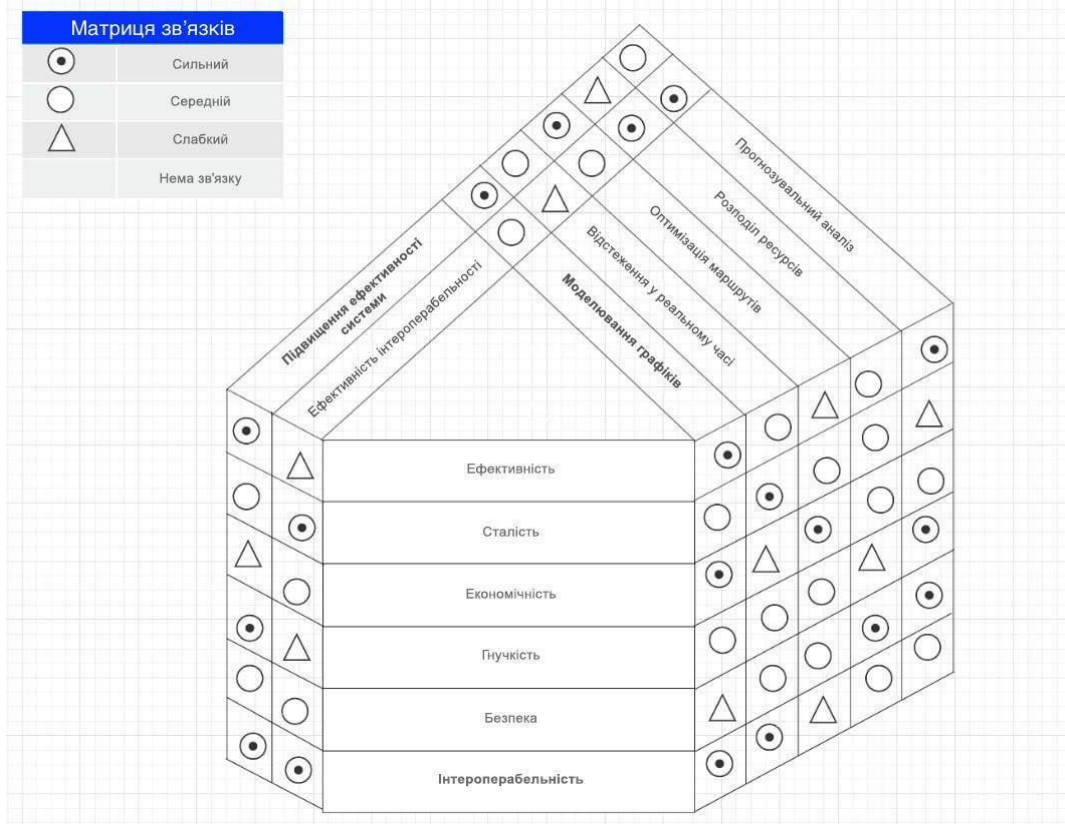 Матриця зв'язків
Сильний
Середній
Слабкий
Нема зв'язку
Прогнозувальний аналіз
Розподіл ресурсів
Оптимізація маршрутів
Відстеження у реальному часі
Моделювання графіків
Підвищення ефективності
системи
Ефективність інтероперабельності
Ефективність
Сталість
Економічність
Гнучкість
Безпека
Інтероперабельність